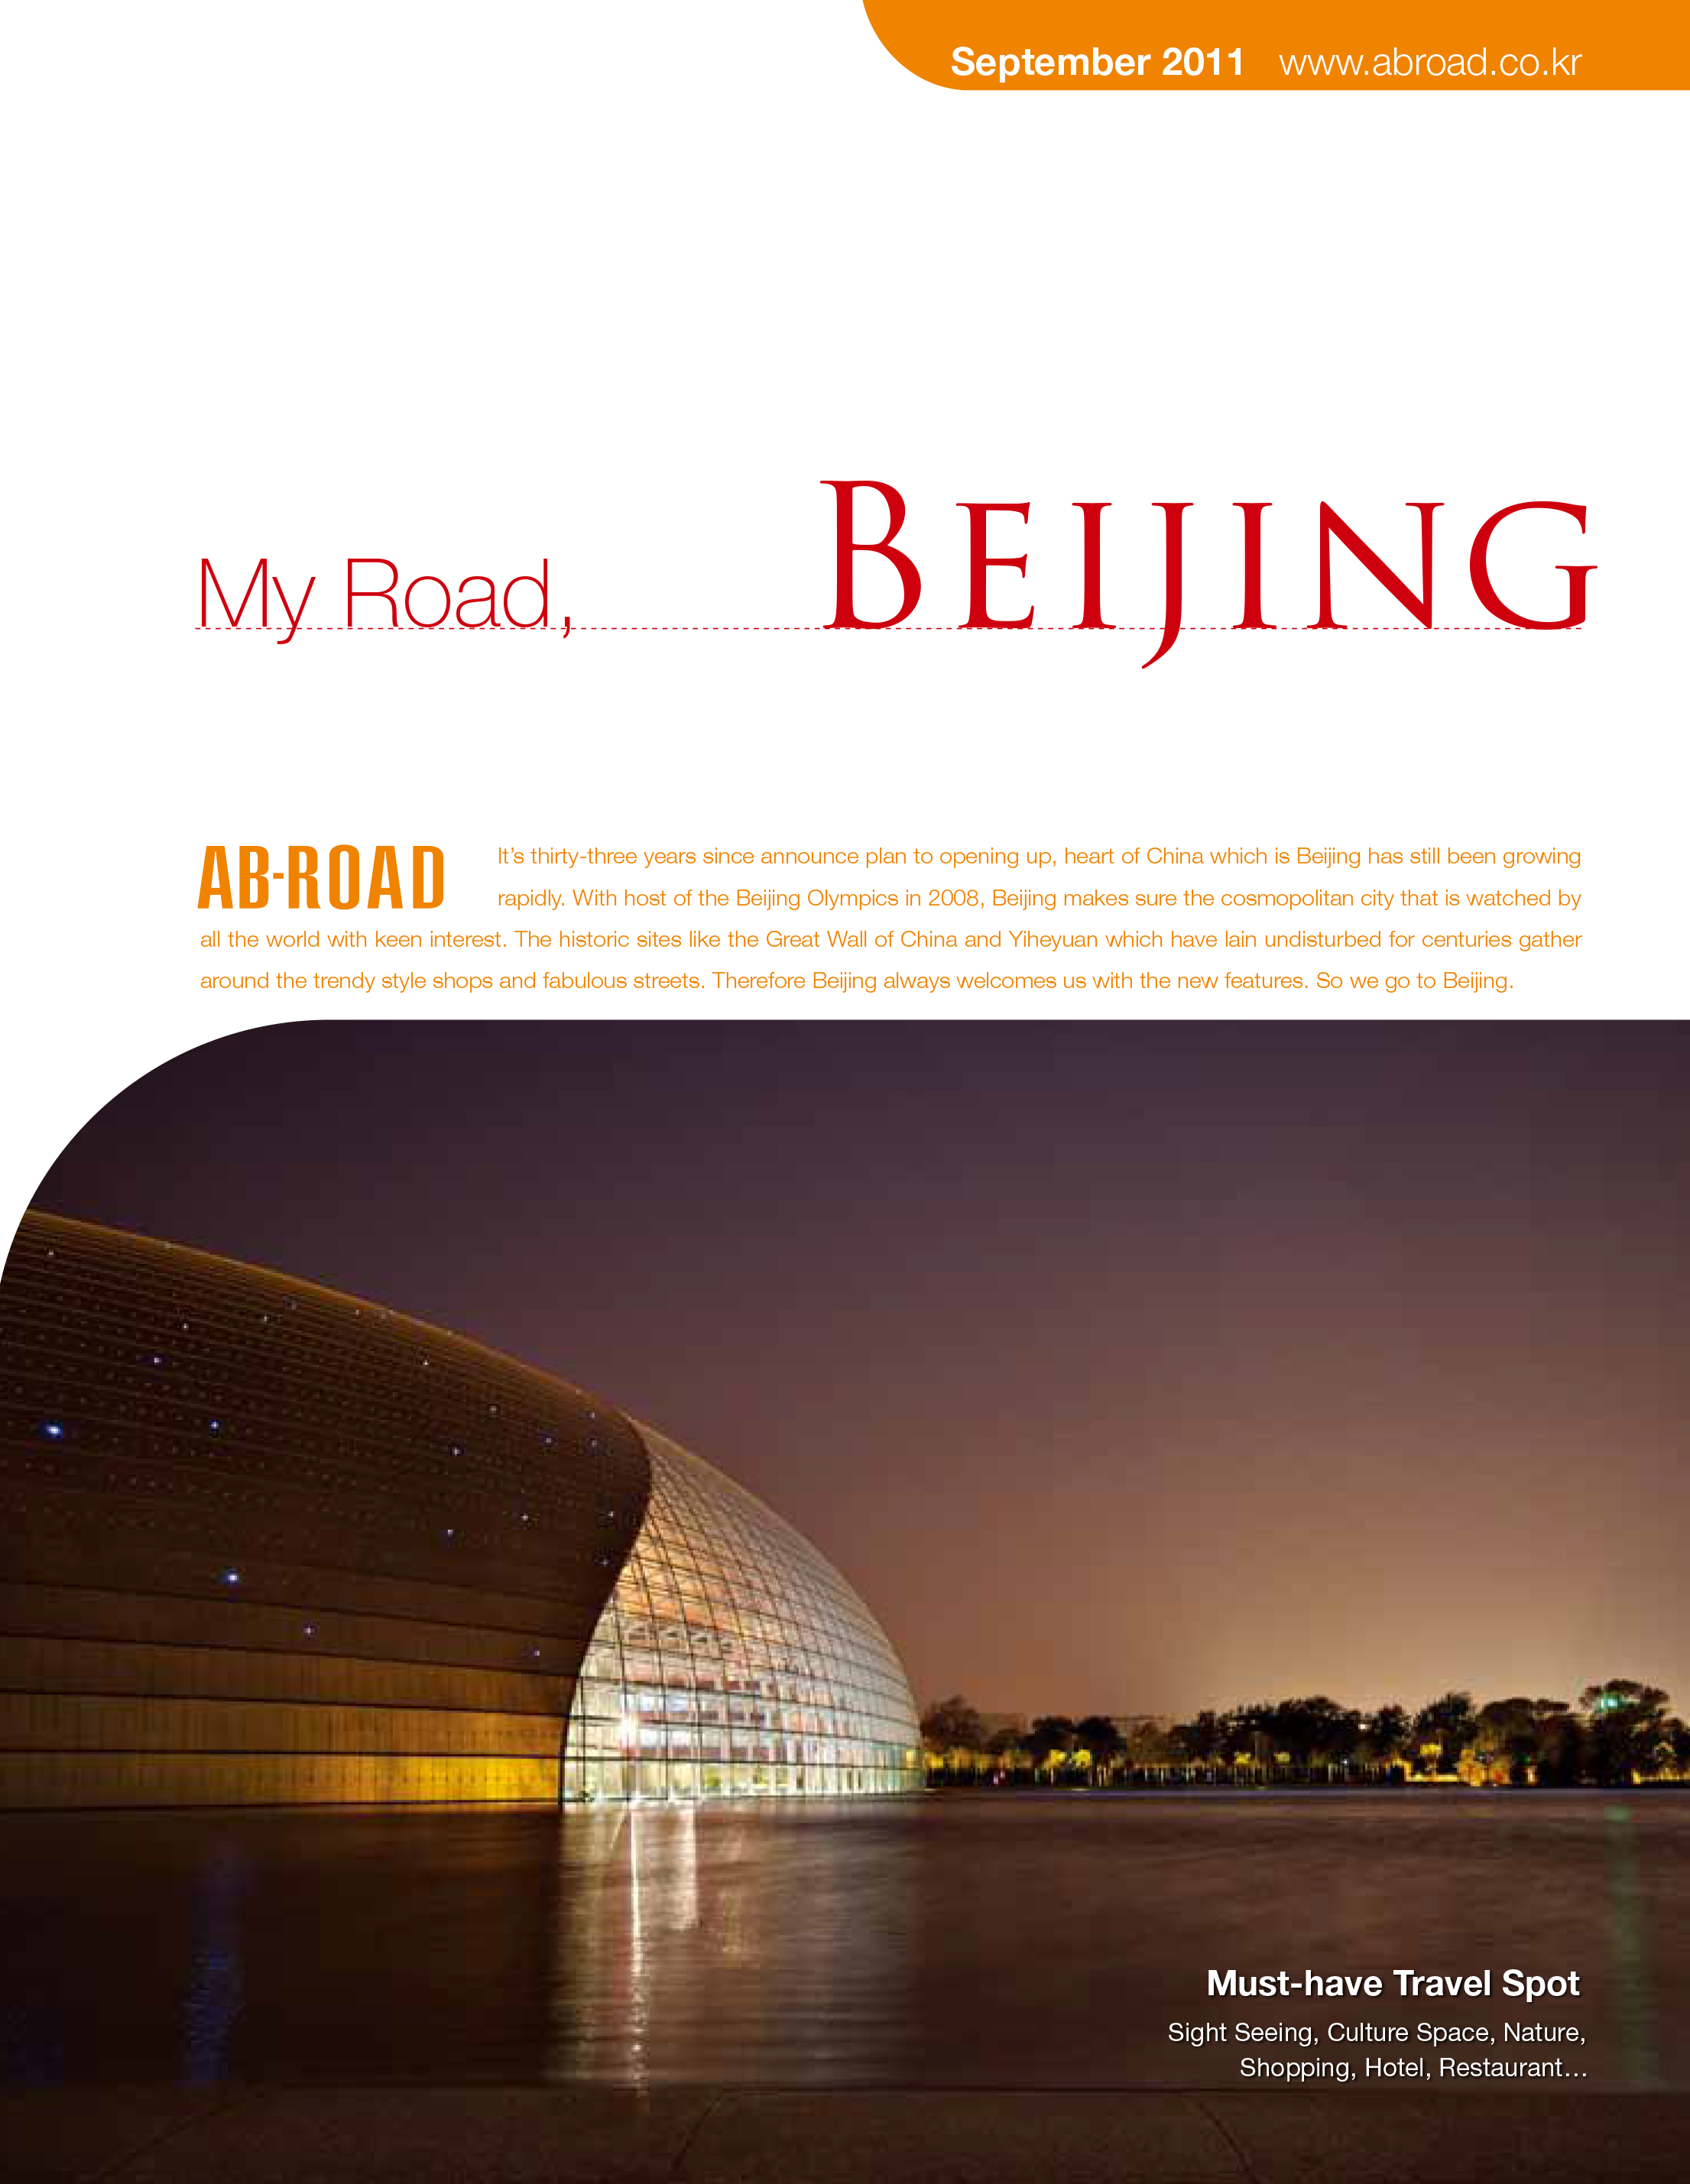 September 2011 www.abroad.co.kr
My Road, BEIJING
AB-ROAD
It's thirty-three years since announce plan to opening up, heart of China which is Beijing has still been growing
rapidly. With host of the Beijing Olympics in 2008, Beijing makes sure the cosmopolitan city that is watched by
all the world with keen interest. The historic sites like the Great Wall of China and Yiheyuan which have lain undisturbed for centuries gather
around the trendy style shops and fabulous streets. Therefore Beijing always welcomes us with the new features. So we go to Beijing.
Must-have Travel Spot
Sight Seeing, Culture Space, Nature,
Shopping, Hotel, Restaurant…